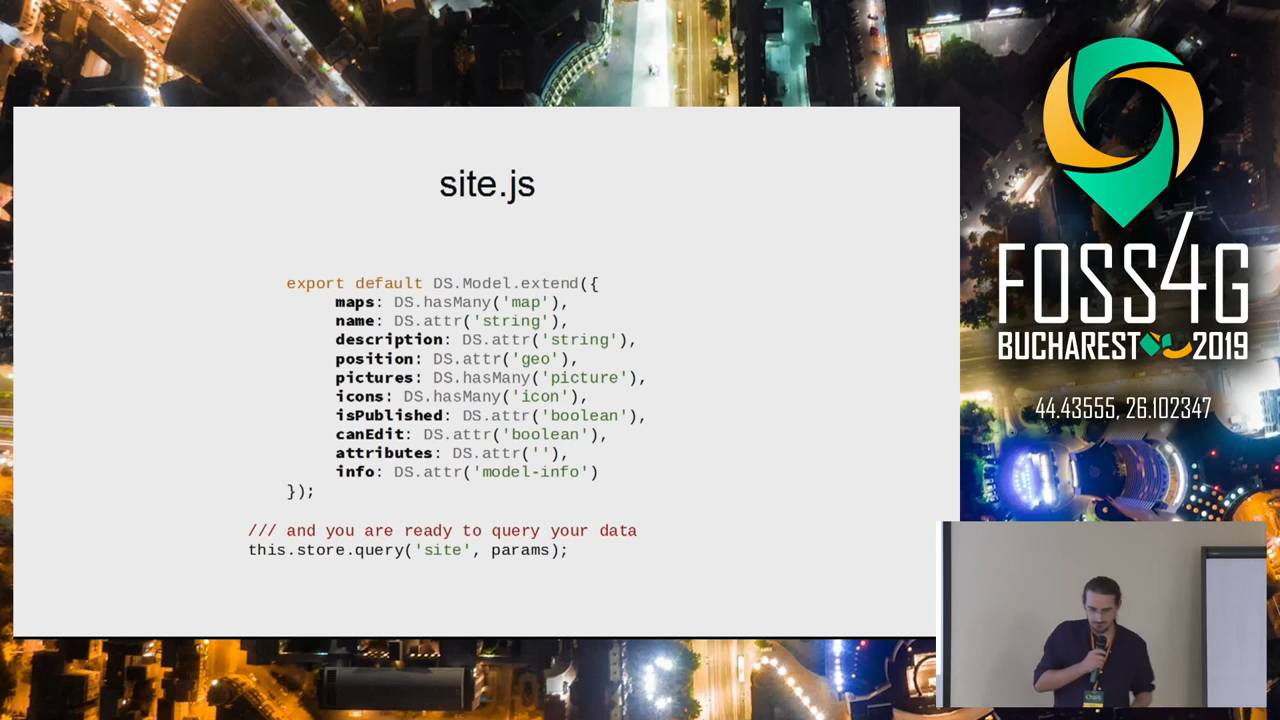 site.js
export default DS.Model.extend({
maps: DS.hasMany('map'),
name: DS.attr('string'),
description: DS.attr('string'),
position: DS.attr('geo'),
pictures: DS.hasMany('picture'),
icons: DS.hasMany('icon'),
isPublished: DS.attr('boolean'),
canEdit: DS.attr('boolean'),
attributes: DS.attr(''),
info: DS.attr('model-info')
});
/// and you are ready to query your data
this.store.query('site', params);
FOSS4G
BUCHAREST 2019
44.43555, 26.102347